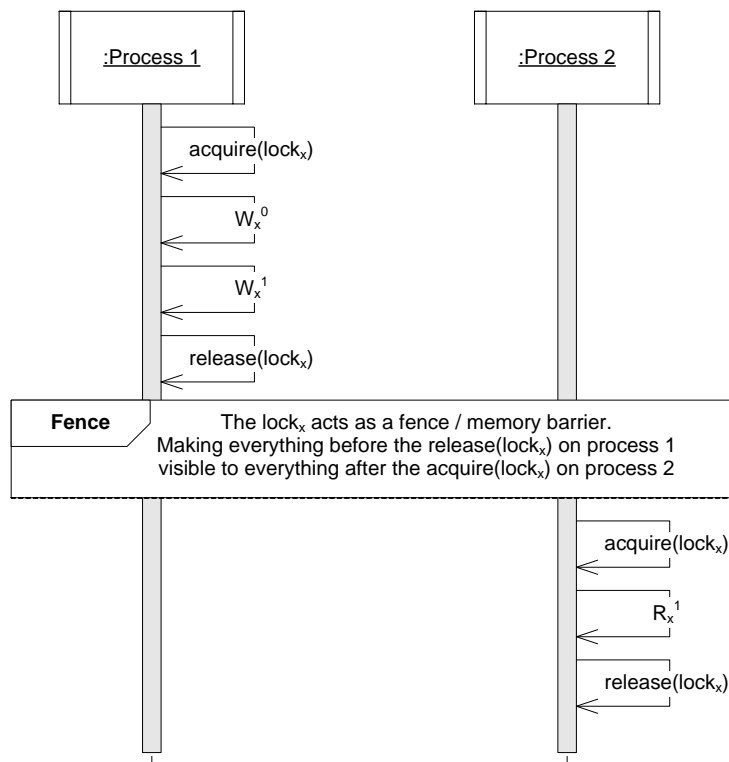 :Process 1
:Process 2
acquire(lockₓ)
Wₓ⁰
Wₓ¹
release(lockₓ)
Fence
The lockₓ acts as a fence / memory barrier.
Making everything before the release(lockₓ) on process 1
visible to everything after the acquire(lockₓ) on process 2
acquire(lockₓ)
Rₓ¹
release(lockₓ)